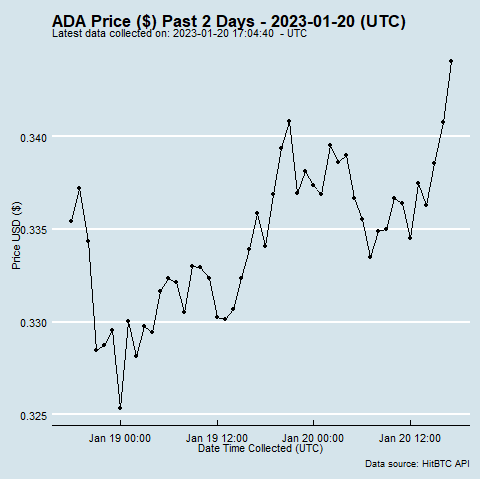 ADA Price ($) Past 2 Days - 2023-01-20 (UTC)
Latest data collected on: 2023-01-20 17:04:40  - UTC
0.340
0.335
0.330
0.325
Price USD ($)
Jan 19 00:00 Jan 19 12:00 Jan 20 00:00 Jan 20 12:00
Date Time Collected (UTC)
Data source: HitBTC API